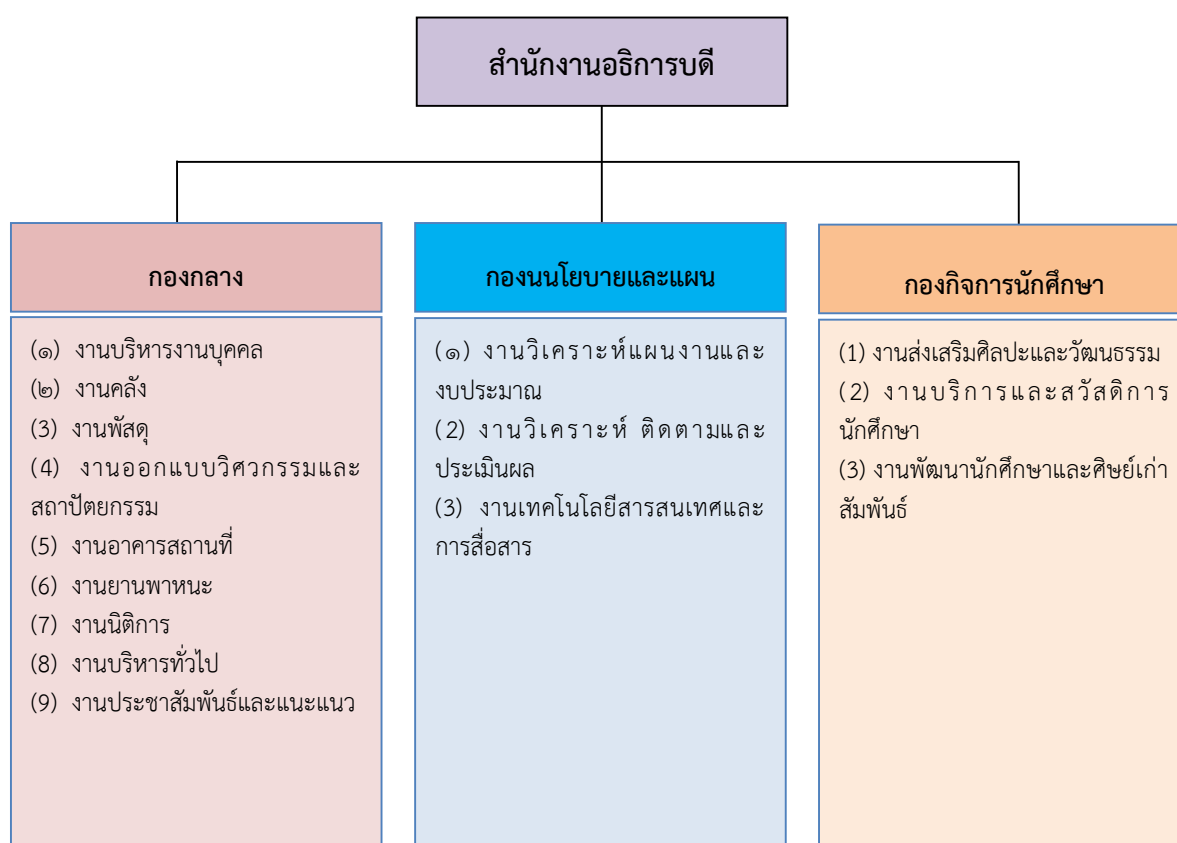 สำนักงานอธิการบดี
กองกลาง
(๑) งานบริหารงานบุคคล
(๒) งานคลัง
(3) งานพัสดุ
(4) งานออกแบบวิศวกรรมและ
สถาปัตยกรรม
(5) งานอาคารสถานที่
(6) งานยานพาหนะ
(7) งานนิติการ
(8) งานบริหารทั่วไป
(9) งานประชาสัมพันธ์และแนะแนว
กองนนโยบายและแผน
(๑) งานวิเคราะห์แผนงานและ
งบประมาณ
(2) งานวิเคราะห์ ติดตามและ
ประเมินผล
(3) งานเทคโนโลยีสารสนเทศและ
การสื่อสาร
กองกิจการนักศึกษา
(1) งานส่งเสริมศิลปะและวัฒนธรรม
(2) งานบริการและสวัสดิการ
นักศึกษา
(3) งานพัฒนานักศึกษาและศิษย์เก่า
สัมพันธ์